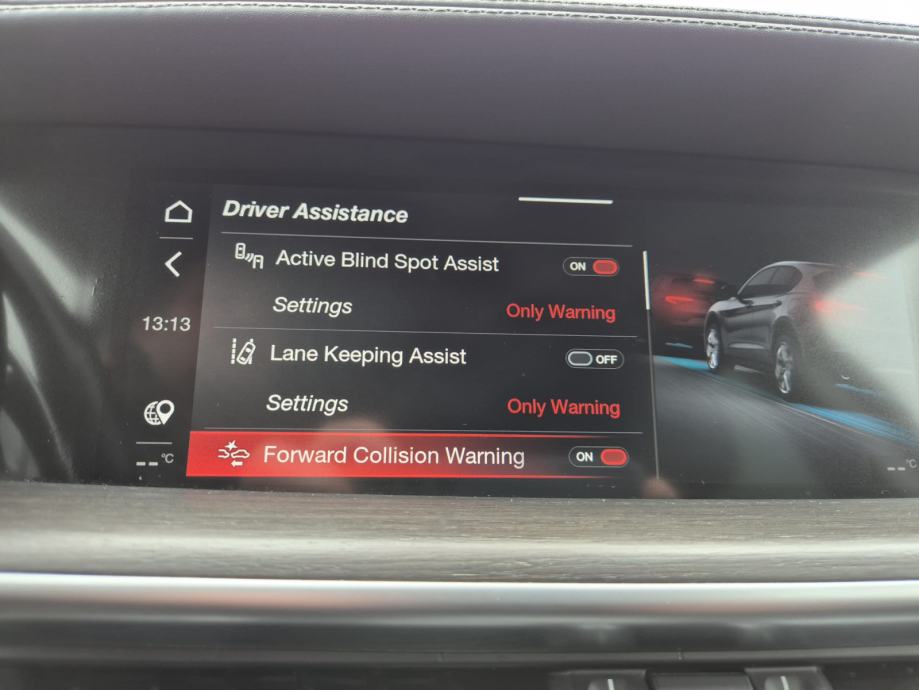 Driver Assistance
Active Blind Spot Assist ON
Settings Only Warning
13:13
Lane Keeping Assist OFF
Settings Only Warning
Forward Collision Warning ON
--°C
--°C